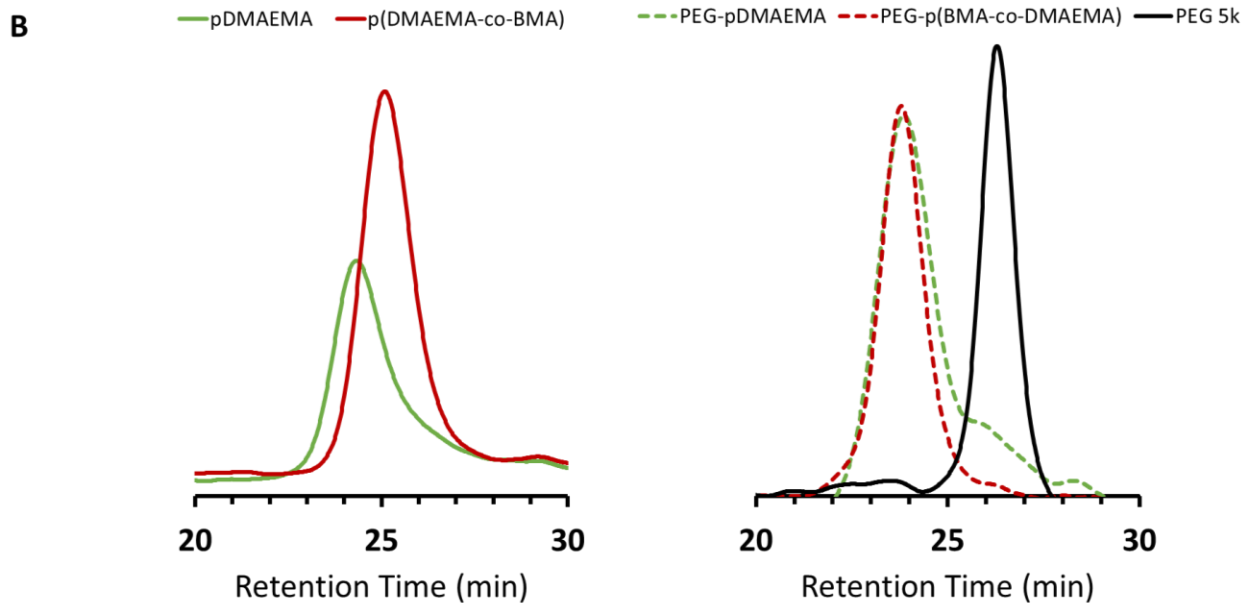 B
pDMAEMA p(DMAEMA-co-BMA)
PEG-pDMAEMA PEG-p(BMA-co-DMAEMA) PEG 5k
20 25 30
Retention Time (min)
20 25 30
Retention Time (min)